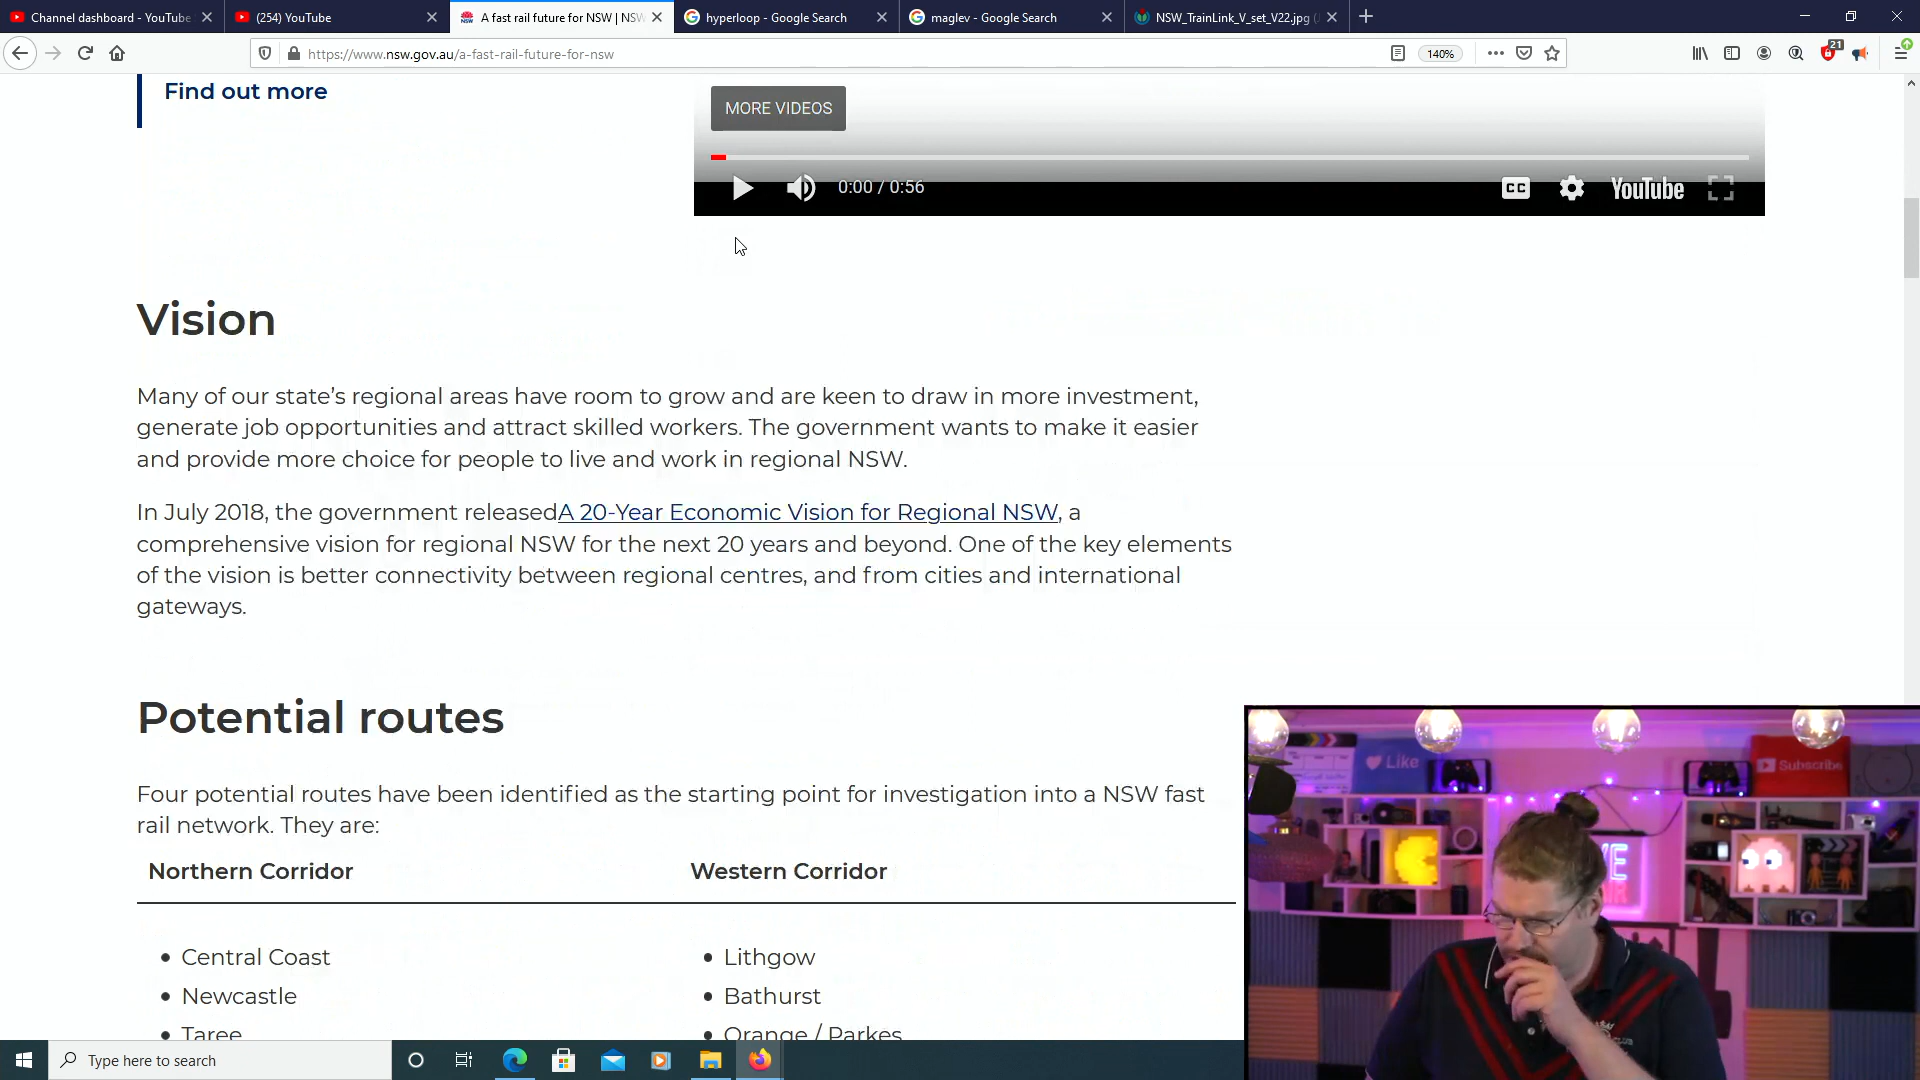 Channel dashboard - YouTube
(254) YouTube
A fast rail future for NSW | NSW
hyperloop - Google Search
maglev - Google Search
NSW_TrainLink_V_set_V22.jpg (
https://www.nsw.gov.au/a-fast-rail-future-for-nsw
140%
21
Find out more
MORE VIDEOS
0:00 / 0:56
CC
YouTube
Vision
Many of our state's regional areas have room to grow and are keen to draw in more investment,
generate job opportunities and attract skilled workers. The government wants to make it easier
and provide more choice for people to live and work in regional NSW.
In July 2018, the government releasedA 20-Year Economic Vision for Regional NSW, a
comprehensive vision for regional NSW for the next 20 years and beyond. One of the key elements
of the vision is better connectivity between regional centres, and from cities and international
gateways.
Potential routes
Four potential routes have been identified as the starting point for investigation into a NSW fast
rail network. They are:
Northern Corridor
Western Corridor
• Central Coast
• Lithgow
• Newcastle
• Bathurst
• Taree
• Orange / Parkes
Like
Subscribe
Type here to search